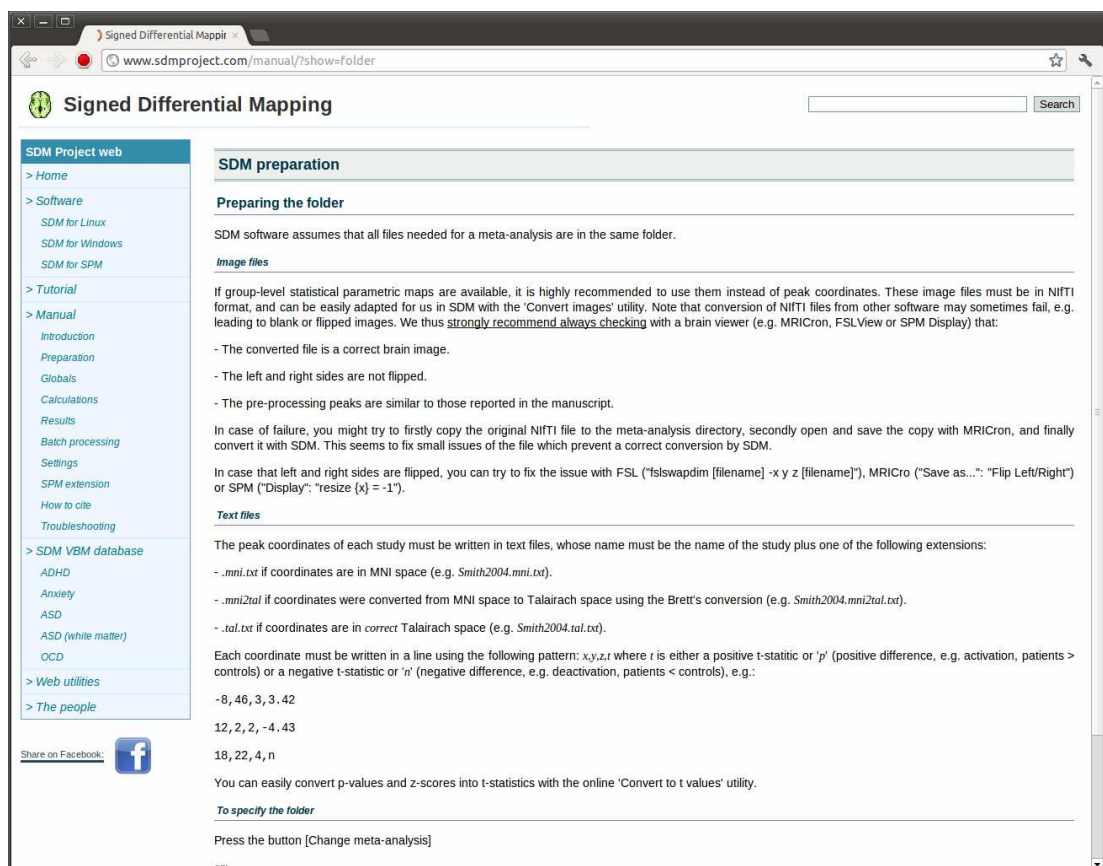 Signed Differential Mappir
www.sdmproject.com/manual/?show=folder
Signed Differential Mapping
Search
SDM Project web
> Home
> Software
SDM for Linux
SDM for Windows
SDM for SPM
> Tutorial
> Manual
Introduction
Preparation
Globals
Calculations
Results
Batch processing
Settings
SPM extension
How to cite
Troubleshooting
> SDM VBM database
ADHD
Anxiety
ASD
ASD (white matter)
OCD
> Web utilities
> The people
Share on Facebook:
SDM preparation
Preparing the folder
SDM software assumes that all files needed for a meta-analysis are in the same folder.
Image files
If group-level statistical parametric maps are available, it is highly recommended to use them instead of peak coordinates. These image files must be in NIfTI
format, and can be easily adapted for us in SDM with the 'Convert images' utility. Note that conversion of NIfTI files from other software may sometimes fail, e.g.
leading to blank or flipped images. We thus strongly recommend always checking with a brain viewer (e.g. MRICron, FSLView or SPM Display) that:
- The converted file is a correct brain image.
- The left and right sides are not flipped.
- The pre-processing peaks are similar to those reported in the manuscript.
In case of failure, you might try to firstly copy the original NIfTI file to the meta-analysis directory, secondly open and save the copy with MRICron, and finally
convert it with SDM. This seems to fix small issues of the file which prevent a correct conversion by SDM.
In case that left and right sides are flipped, you can try to fix the issue with FSL ("fslswapdim [filename] -x y z [filename]"), MRICro ("Save as...": "Flip Left/Right")
or SPM ("Display": "resize {x} = -1").
Text files
The peak coordinates of each study must be written in text files, whose name must be the name of the study plus one of the following extensions:
- .mni.txt if coordinates are in MNI space (e.g. Smith2004.mni.txt).
- .mni2tal if coordinates were converted from MNI space to Talairach space using the Brett's conversion (e.g. Smith2004.mni2tal.txt).
- .tal.txt if coordinates are in correct Talairach space (e.g. Smith2004.tal.txt).
Each coordinate must be written in a line using the following pattern: x,y,z,t where t is either a positive t-statitic or 'p' (positive difference, e.g. activation, patients >
controls) or a negative t-statistic or 'n' (negative difference, e.g. deactivation, patients < controls), e.g.:
-8,46,3,3.42
12,2,2,-4.43
18,22,4,n
You can easily convert p-values and z-scores into t-statistics with the online 'Convert to t values' utility.
To specify the folder
Press the button [Change meta-analysis]